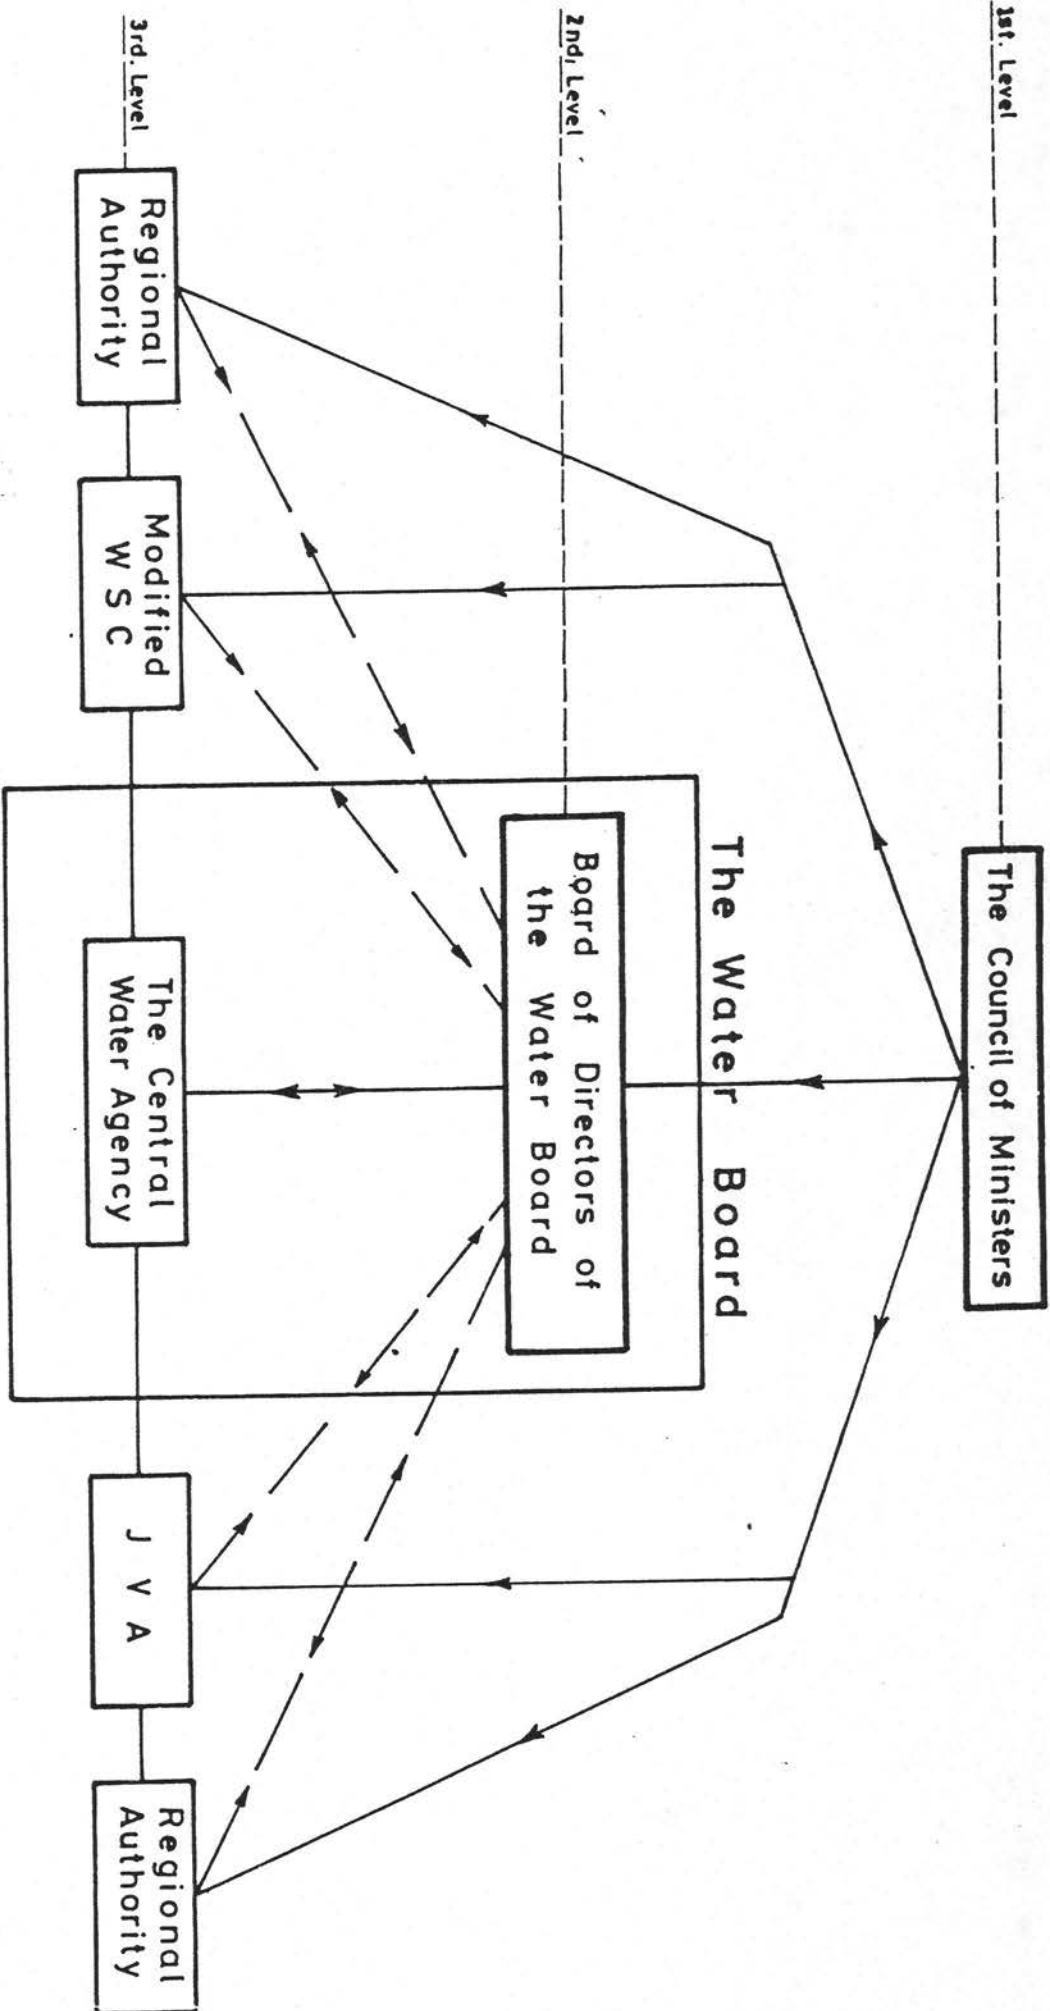 1st. Level
The Council of Ministers
The Water Board
2nd, Level
Board of Directors of
the Water Board
3rd. Level
Regional
Authority
Modified
W S C
The Central
Water Agency
J V A
Regional
Authority